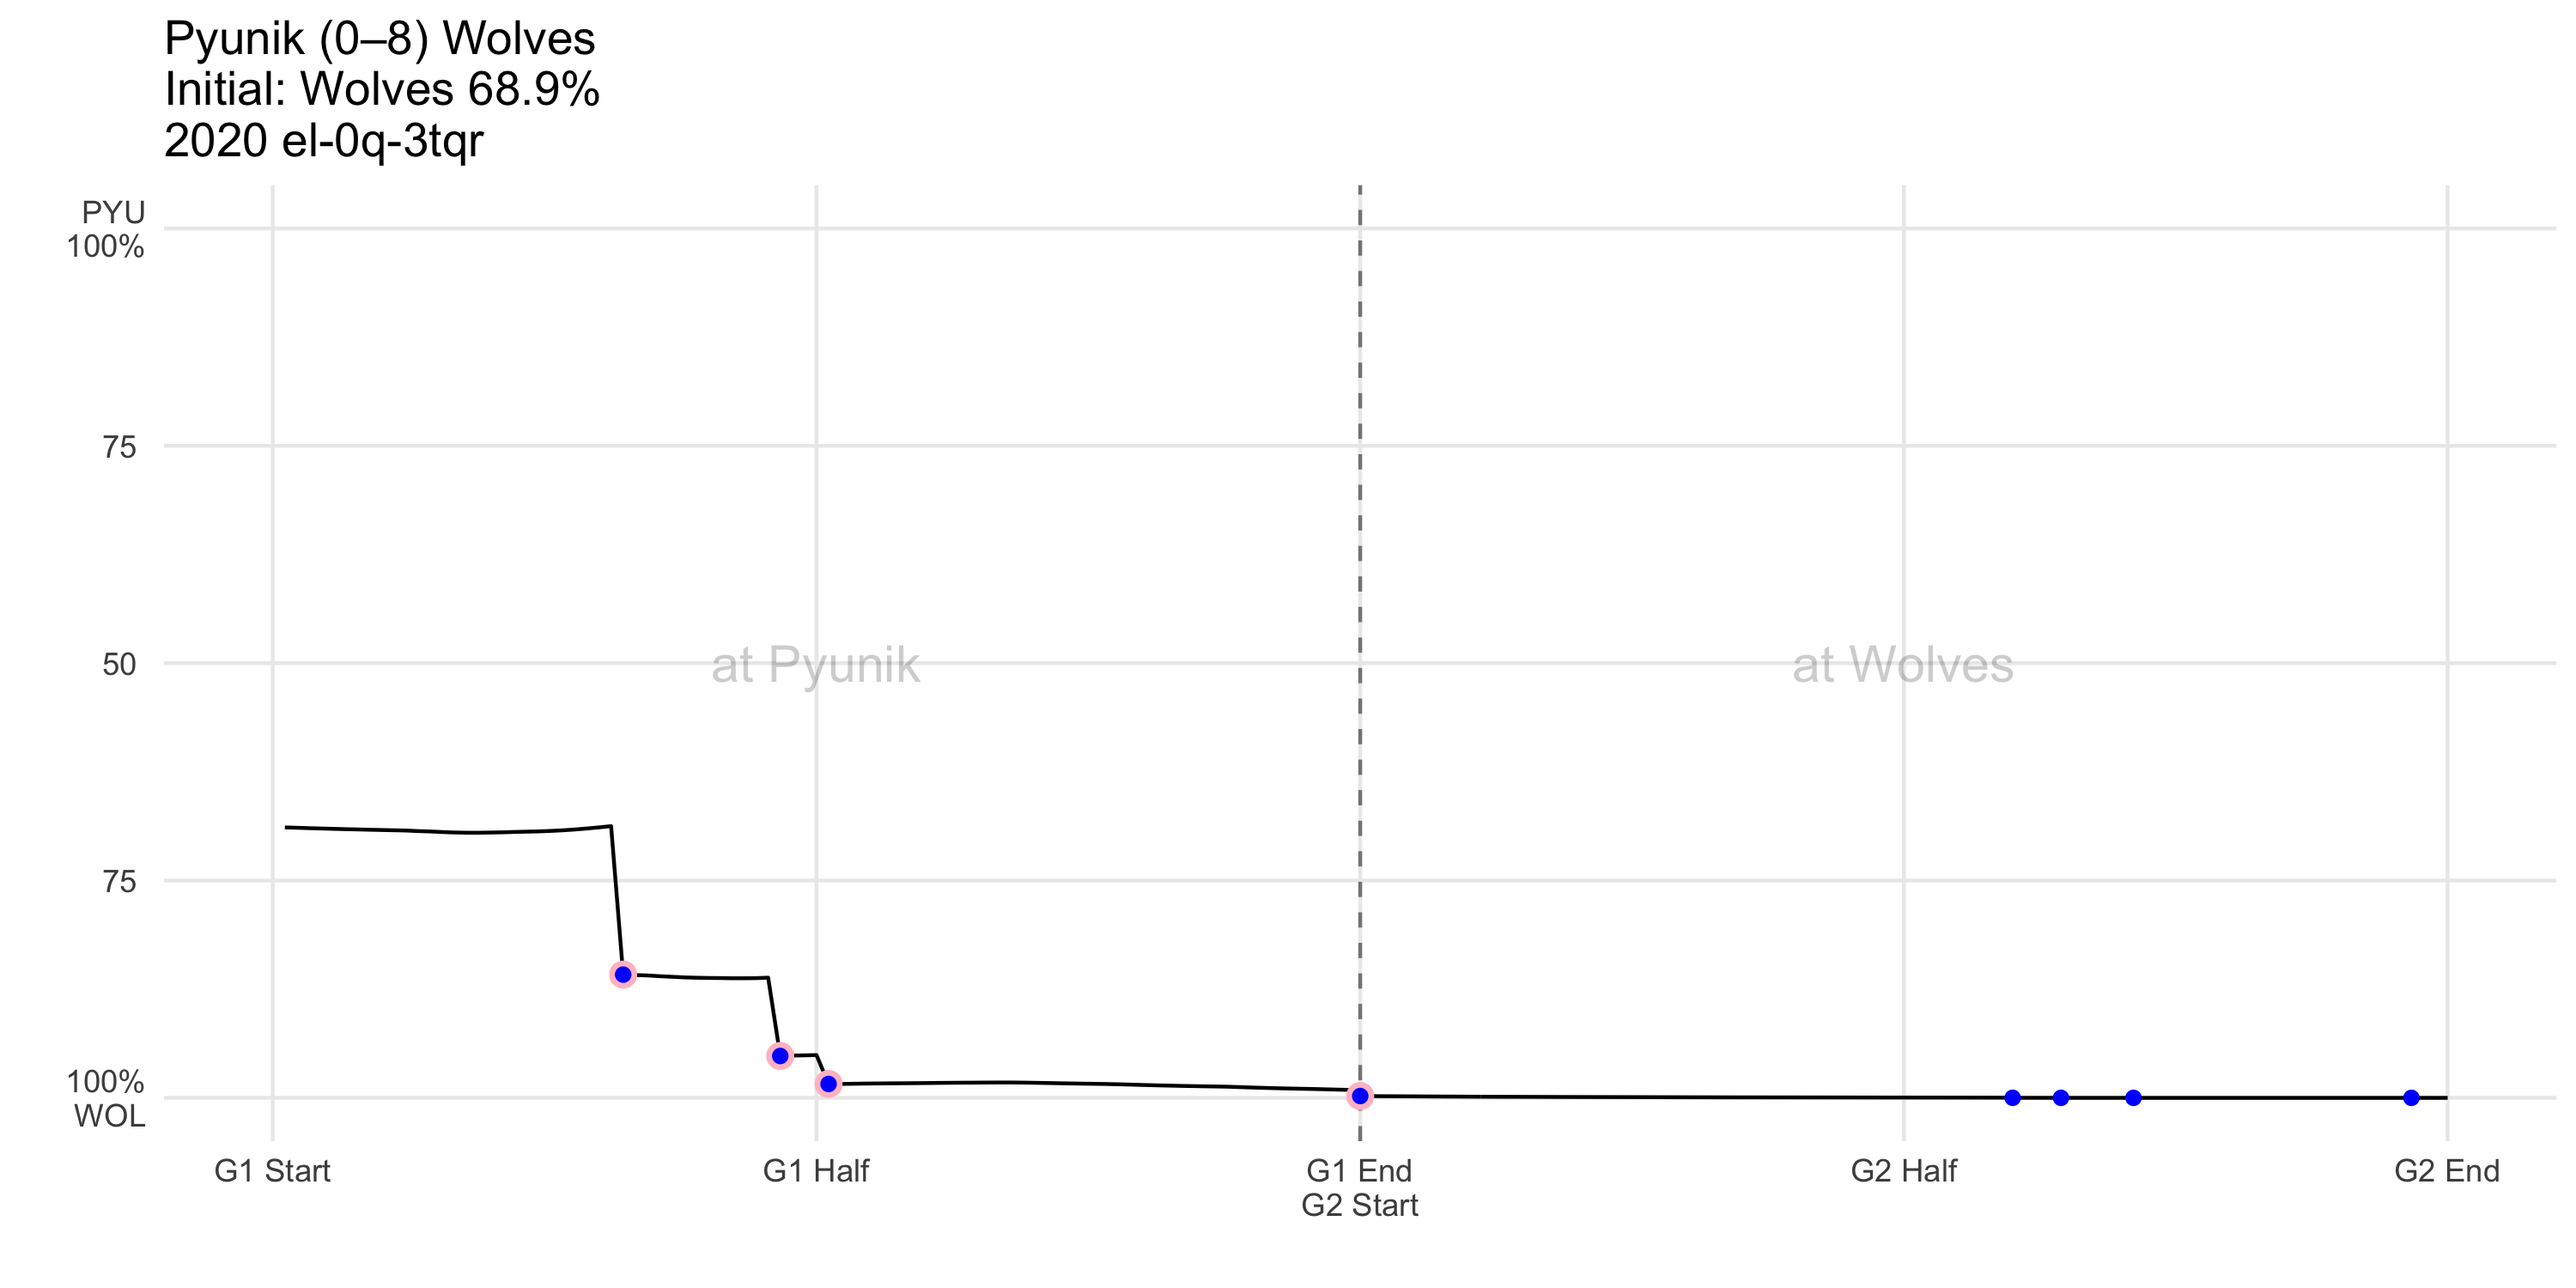 Pyunik (0–8) Wolves
Initial: Wolves 68.9%
2020 el-0q-3tqr
PYU
100%
75
50
75
100%
WOL
at Pyunik
at Wolves
G1 Start
G1 Half
G1 End
G2 Start
G2 Half
G2 End